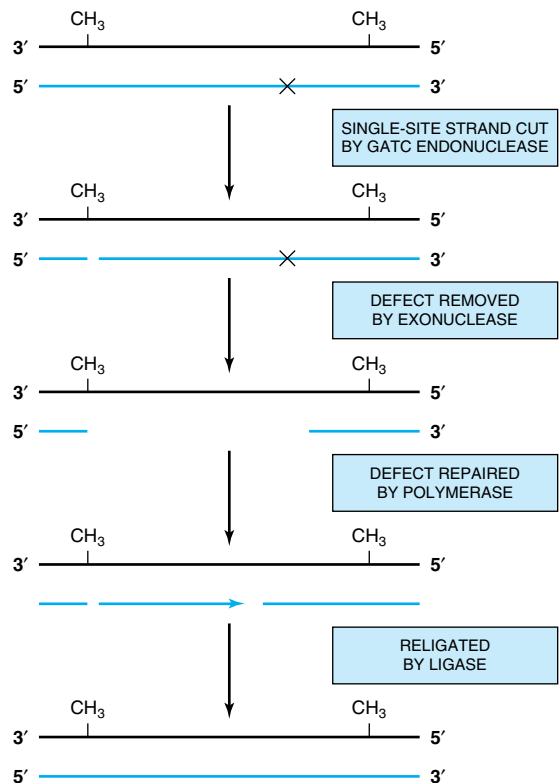 CH₃ CH₃
3′ 5′
5′ 3′
SINGLE-SITE STRAND CUT
BY GATC ENDONUCLEASE
CH₃ CH₃
3′ 5′
5′ 3′
DEFECT REMOVED
BY EXONUCLEASE
CH₃ CH₃
3′ 5′
5′ 3′
DEFECT REPAIRED
BY POLYMERASE
CH₃ CH₃
3′ 5′
RELIGATED
BY LIGASE
CH₃ CH₃
3′ 5′
5′ 3′